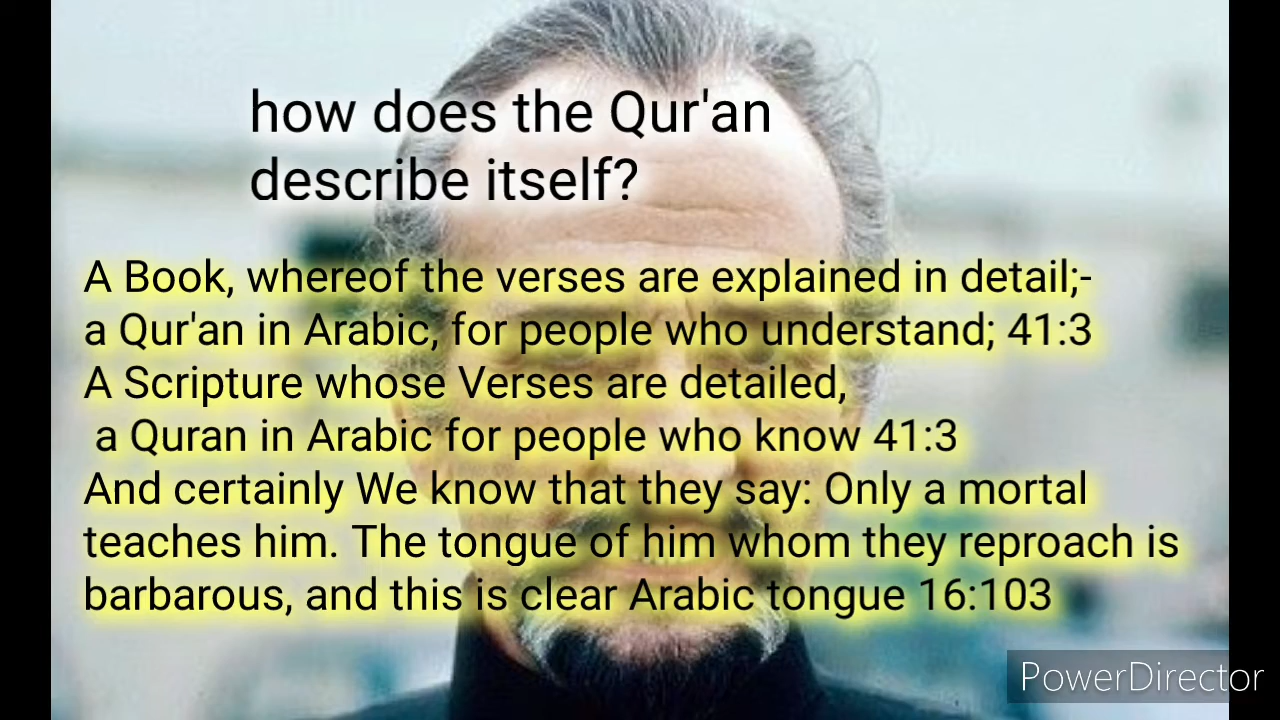 how does the Qur'an
describe itself?
A Book, whereof the verses are explained in detail;-
a Qur'an in Arabic, for people who understand; 41:3
A Scripture whose Verses are detailed,
a Quran in Arabic for people who know 41:3
And certainly We know that they say: Only a mortal
teaches him. The tongue of him whom they reproach is
barbarous, and this is clear Arabic tongue 16:103
PowerDirector